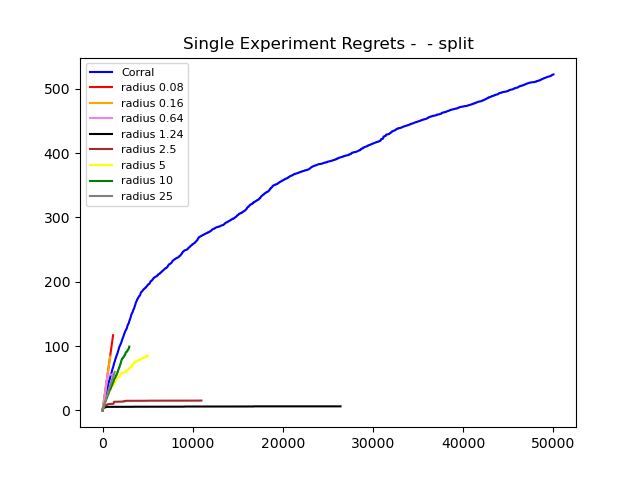 Single Experiment Regrets -  - split
Corral
radius 0.08
radius 0.16
radius 0.64
radius 1.24
radius 2.5
radius 5
radius 10
radius 25
500
400
300
200
100
0
0 10000 20000 30000 40000 50000